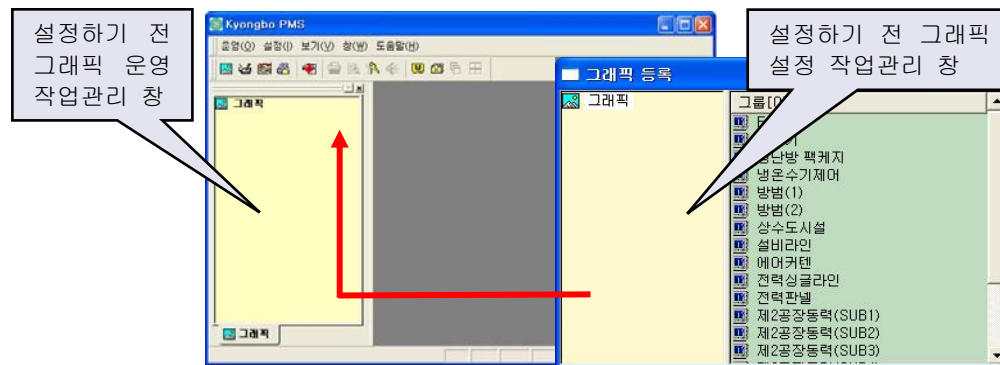 설정하기 전
그래픽 운영
작업관리 창
Kyongbo PMS
운영(O) 설정(I) 보기(V) 창(W) 도움말(H)
그래픽
그래픽
설정하기 전 그래픽
설정 작업관리 창
그래픽 등록
그래픽
그룹[0
냉난방 팩케지
냉온수기제어
방범(1)
방범(2)
상수도시설
설비라인
에어커텐
전력싱글라인
전력판넬
제2공장동력(SUB1)
제2공장동력(SUB2)
제2공장동력(SUB3)